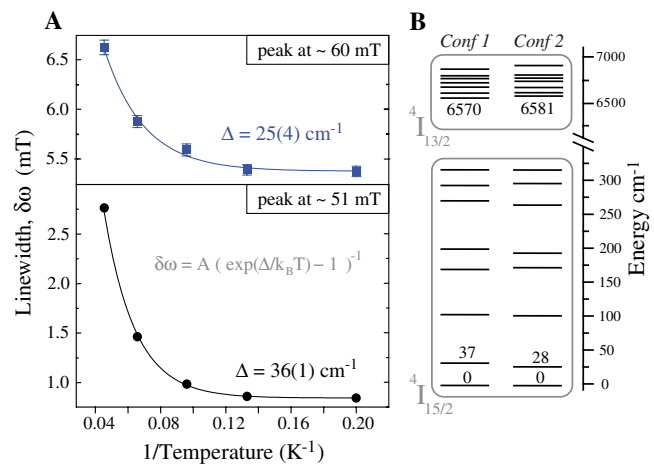 A
6.5
6.0
5.5
2.5
1.5
1.0
Linewidth, δω (mT)
peak at ~ 60 mT
Δ = 25(4) cm⁻¹
peak at ~ 51 mT
δω = A ( exp(Δ/k_BT) − 1 )⁻¹
Δ = 36(1) cm⁻¹
0.04 0.08 0.12 0.16 0.20
1/Temperature (K⁻¹)
B
Conf 1 Conf 2
6570 6581
⁴I₁₃/₂
37 28
0 0
⁴I₁₅/₂
7000
6500
300
250
200
150
100
50
0
Energy cm⁻¹